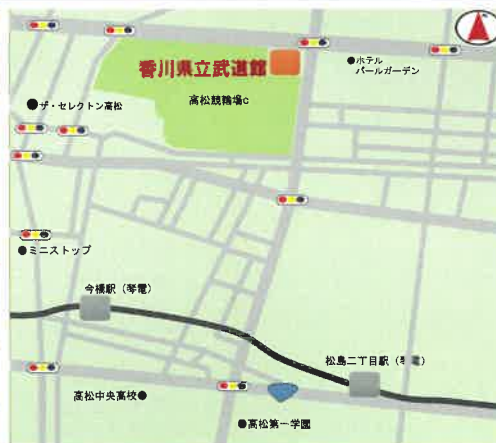 香川県立武道館
●ホテル
パールガーデン
高松競輪場c
●ザ・セレクトン高松
●ミニストップ
今橋駅（琴電）
松島二丁目駅（琴電）
高松中央高校●
●高松第一学園